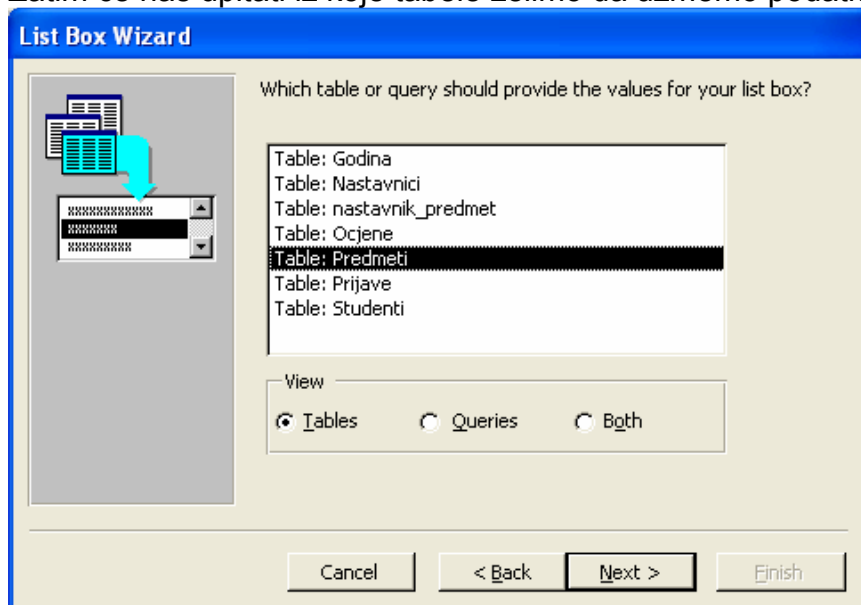 List Box Wizard
Which table or query should provide the values for your list box?
Table: Godina
Table: Nastavnici
Table: nastavnik_predmet
Table: Ocjene
Table: Predmeti
Table: Prijave
Table: Studenti
View
Tables Queries Both
Cancel < Back Next > Finish